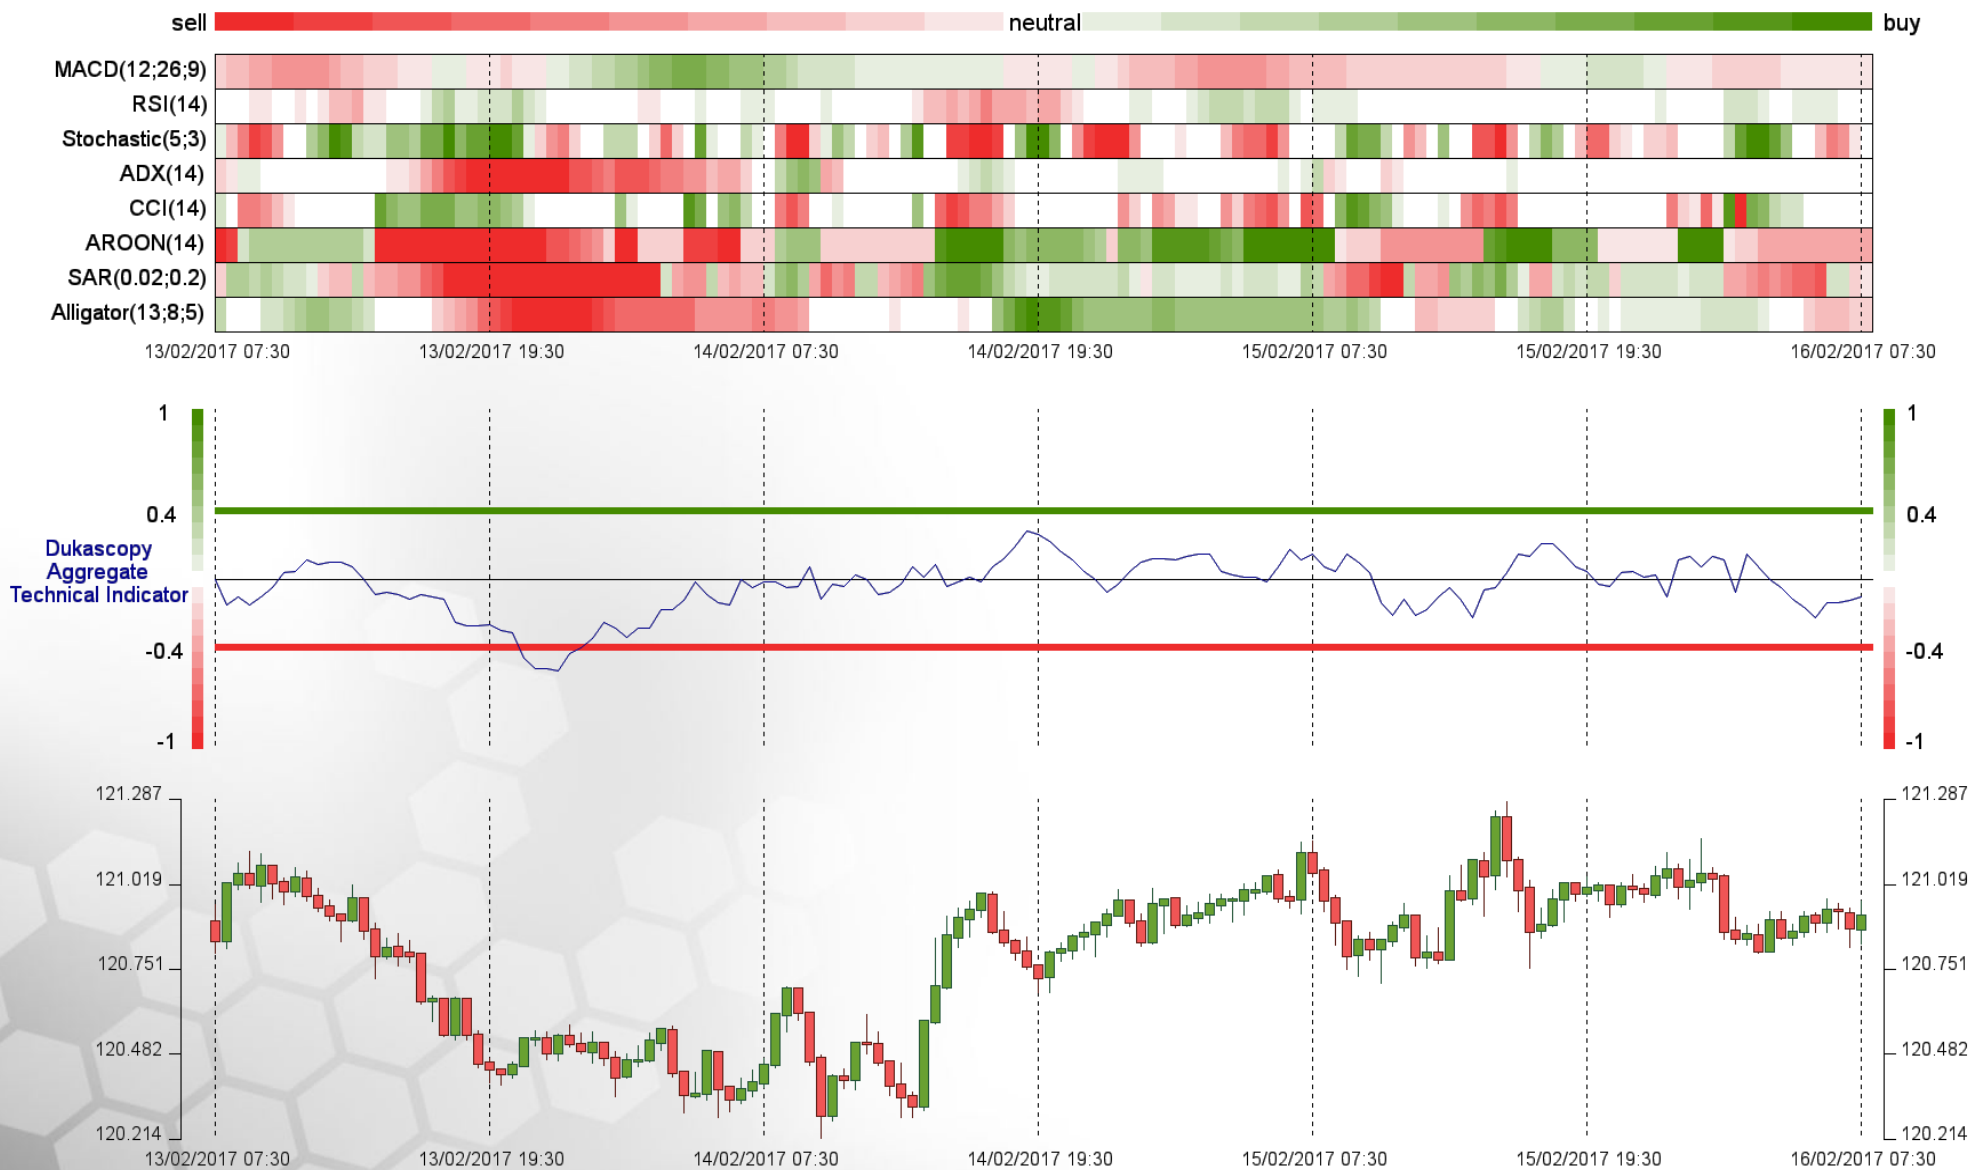 sell neutral buy
MACD(12;26;9)
RSI(14)
Stochastic(5;3)
ADX(14)
CCI(14)
AROON(14)
SAR(0.02;0.2)
Alligator(13;8;5)
13/02/2017 07:30 13/02/2017 19:30 14/02/2017 07:30 14/02/2017 19:30 15/02/2017 07:30 15/02/2017 19:30 16/02/2017 07:30
1 1
0.4 0.4
Dukascopy
Aggregate
Technical Indicator
-0.4 -0.4
-1 -1
121.287 121.287
121.019 121.019
120.751 120.751
120.482 120.482
120.214 120.214
13/02/2017 07:30 13/02/2017 19:30 14/02/2017 07:30 14/02/2017 19:30 15/02/2017 07:30 15/02/2017 19:30 16/02/2017 07:30